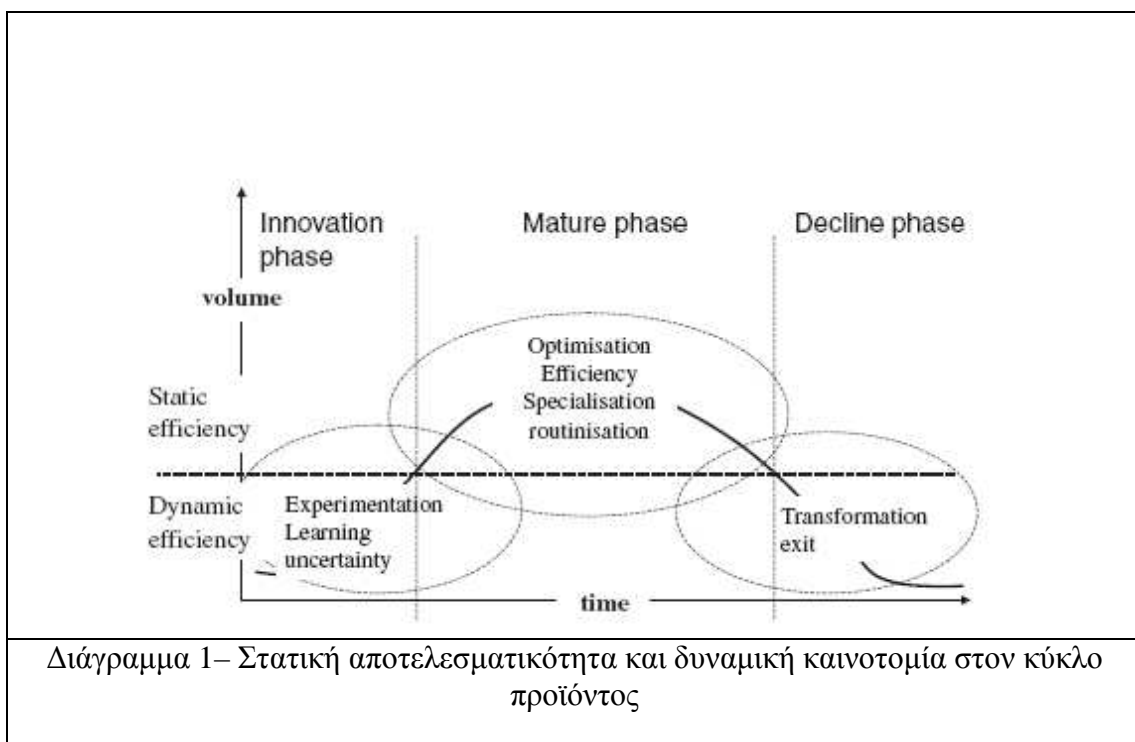 Innovation
phase
Mature phase
Decline phase
volume
Optimisation
Efficiency
Specialisation
routinisation
Static
efficiency
Dynamic
efficiency
Experimentation
Learning
uncertainty
Transformation
exit
time
Διάγραμμα 1– Στατική αποτελεσματικότητα και δυναμική καινοτομία στον κύκλο
προϊόντος